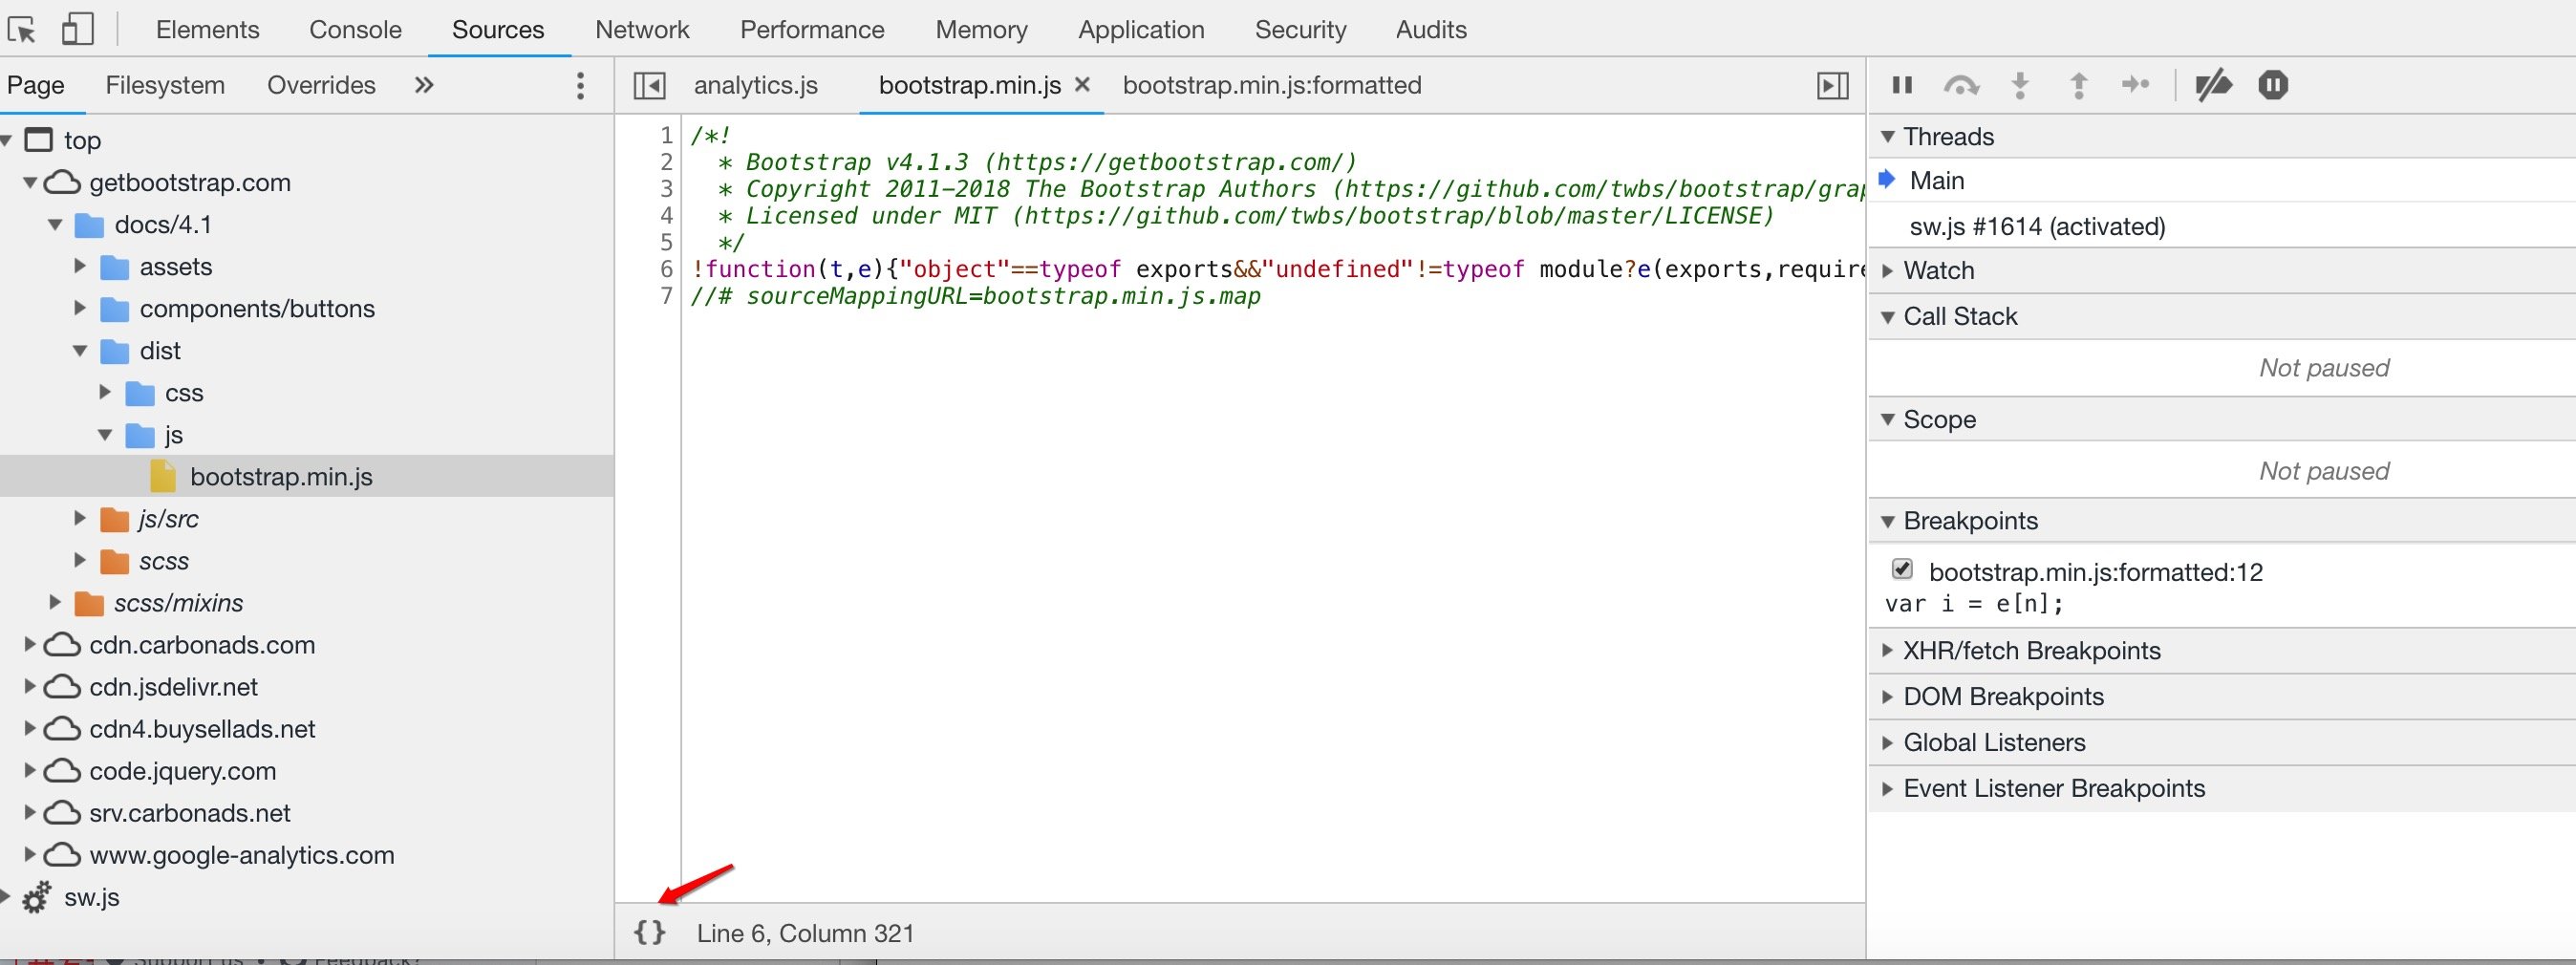 Elements Console Sources Network Performance Memory Application Security Audits
Page Filesystem Overrides »
top
getbootstrap.com
docs/4.1
assets
components/buttons
dist
css
js
bootstrap.min.js
js/src
scss
scss/mixins
cdn.carbonads.com
cdn.jsdelivr.net
cdn4.buysellads.net
code.jquery.com
srv.carbonads.net
www.google-analytics.com
sw.js
analytics.js bootstrap.min.js × bootstrap.min.js:formatted
1 /*!
2 * Bootstrap v4.1.3 (https://getbootstrap.com/)
3 * Copyright 2011-2018 The Bootstrap Authors (https://github.com/twbs/bootstrap/grap
4 * Licensed under MIT (https://github.com/twbs/bootstrap/blob/master/LICENSE)
5 */
6 !function(t,e){"object"==typeof exports&&"undefined"!=typeof module?e(exports,require
7 //# sourceMappingURL=bootstrap.min.js.map
{} Line 6, Column 321
Threads
Main
sw.js #1614 (activated)
Watch
Call Stack
Not paused
Scope
Not paused
Breakpoints
bootstrap.min.js:formatted:12
var i = e[n];
XHR/fetch Breakpoints
DOM Breakpoints
Global Listeners
Event Listener Breakpoints